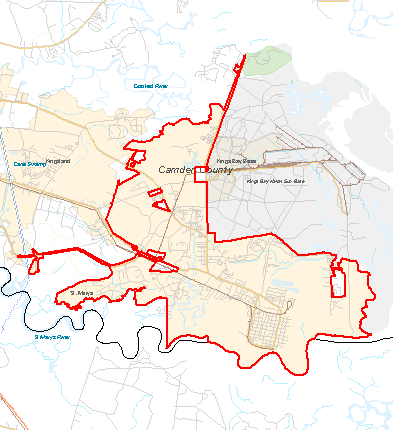 Crooked River
Cane Swamp
Kingsland
Kings Bay Base
Camden County
Kings Bay Naval Sub Base
St. Marys
St Marys River